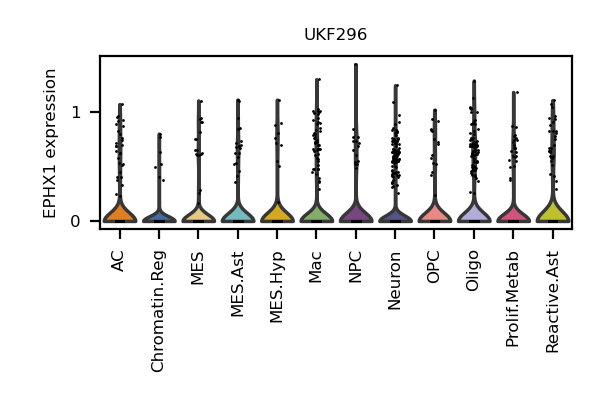 UKF296
EPHX1 expression
1
0
AC
Chromatin.Reg
MES
MES.Ast
MES.Hyp
Mac
NPC
Neuron
OPC
Oligo
Prolif.Metab
Reactive.Ast